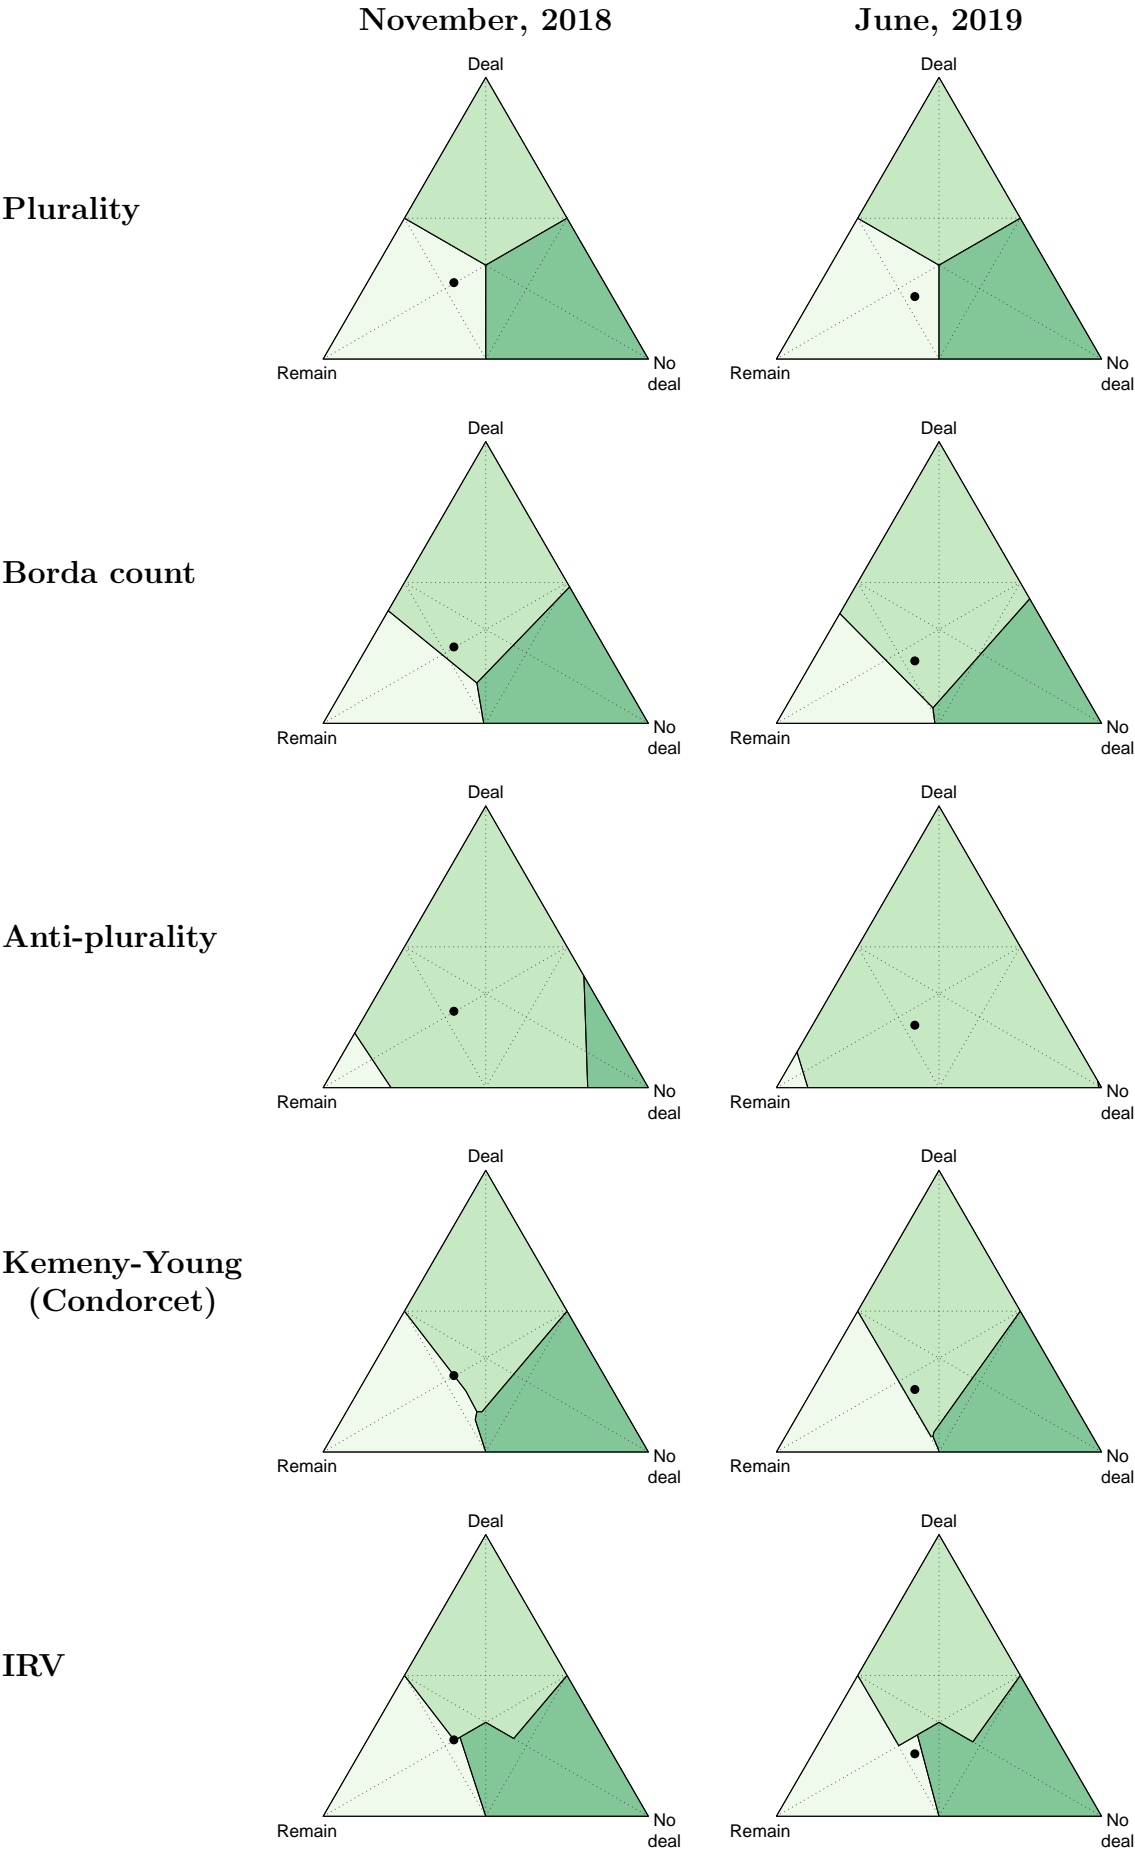 November, 2018
June, 2019
Deal
Deal
Plurality
Remain
No
deal
Remain
No
deal
Deal
Deal
Borda count
Remain
No
deal
Remain
No
deal
Deal
Deal
Anti-plurality
Remain
No
deal
Remain
No
deal
Deal
Deal
Kemeny-Young
(Condorcet)
Remain
No
deal
Remain
No
deal
Deal
Deal
IRV
Remain
No
deal
Remain
No
deal